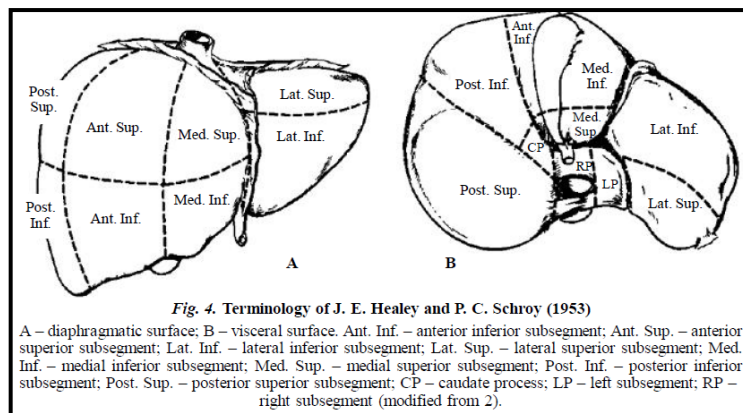 Post.
Sup.
Ant. Sup.
Med. Sup.
Lat. Sup.
Lat. Inf.
Post.
Inf.
Ant. Inf.
Med. Inf.
A
Ant.
Inf.
Post. Inf.
Med.
Inf.
Med.
Sup.
CP
RP
LP
Lat. Inf.
Post. Sup.
Lat. Sup.
B
Fig. 4. Terminology of J. E. Healey and P. C. Schroy (1953)
A – diaphragmatic surface; B – visceral surface. Ant. Inf. – anterior inferior subsegment; Ant. Sup. – anterior
superior subsegment; Lat. Inf. – lateral inferior subsegment; Lat. Sup. – lateral superior subsegment; Med.
Inf. – medial inferior subsegment; Med. Sup. – medial superior subsegment; Post. Inf. – posterior inferior
subsegment; Post. Sup. – posterior superior subsegment; CP – caudate process; LP – left subsegment; RP –
right subsegment (modified from 2).